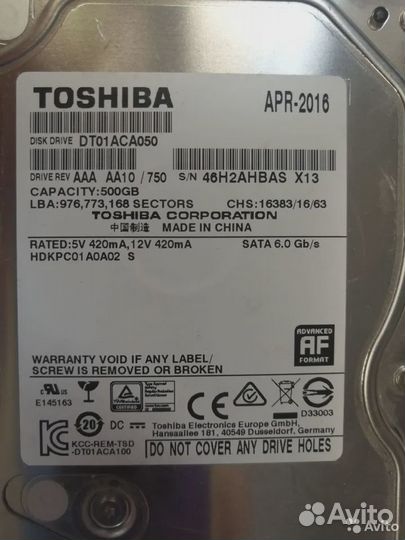 TOSHIBA
APR-2016
DISK DRIVE DT01ACA050
DRIVE REV AAA AA10 / 750 S/N 46H2AHBAS X13
CAPACITY:500GB
LBA:976,773,168 SECTORS CHS:16383/16/63
TOSHIBA CORPORATION
中国制造 MADE IN CHINA
RATED:5V 420mA,12V 420mA SATA 6.0 Gb/s
HDKPC01A0A02 S
ADVANCED
AF
FORMAT
WARRANTY VOID IF ANY LABEL/
SCREW IS REMOVED OR BROKEN
E145163
D33003
20
DC
Toshiba Electronics Europe GmbH
Hansaallee 181, 40549 Dusseldorf, Germany
KCC-REM-TSD
-DT01ACA100
DO NOT COVER ANY DRIVE HOLES
Avito
Avito